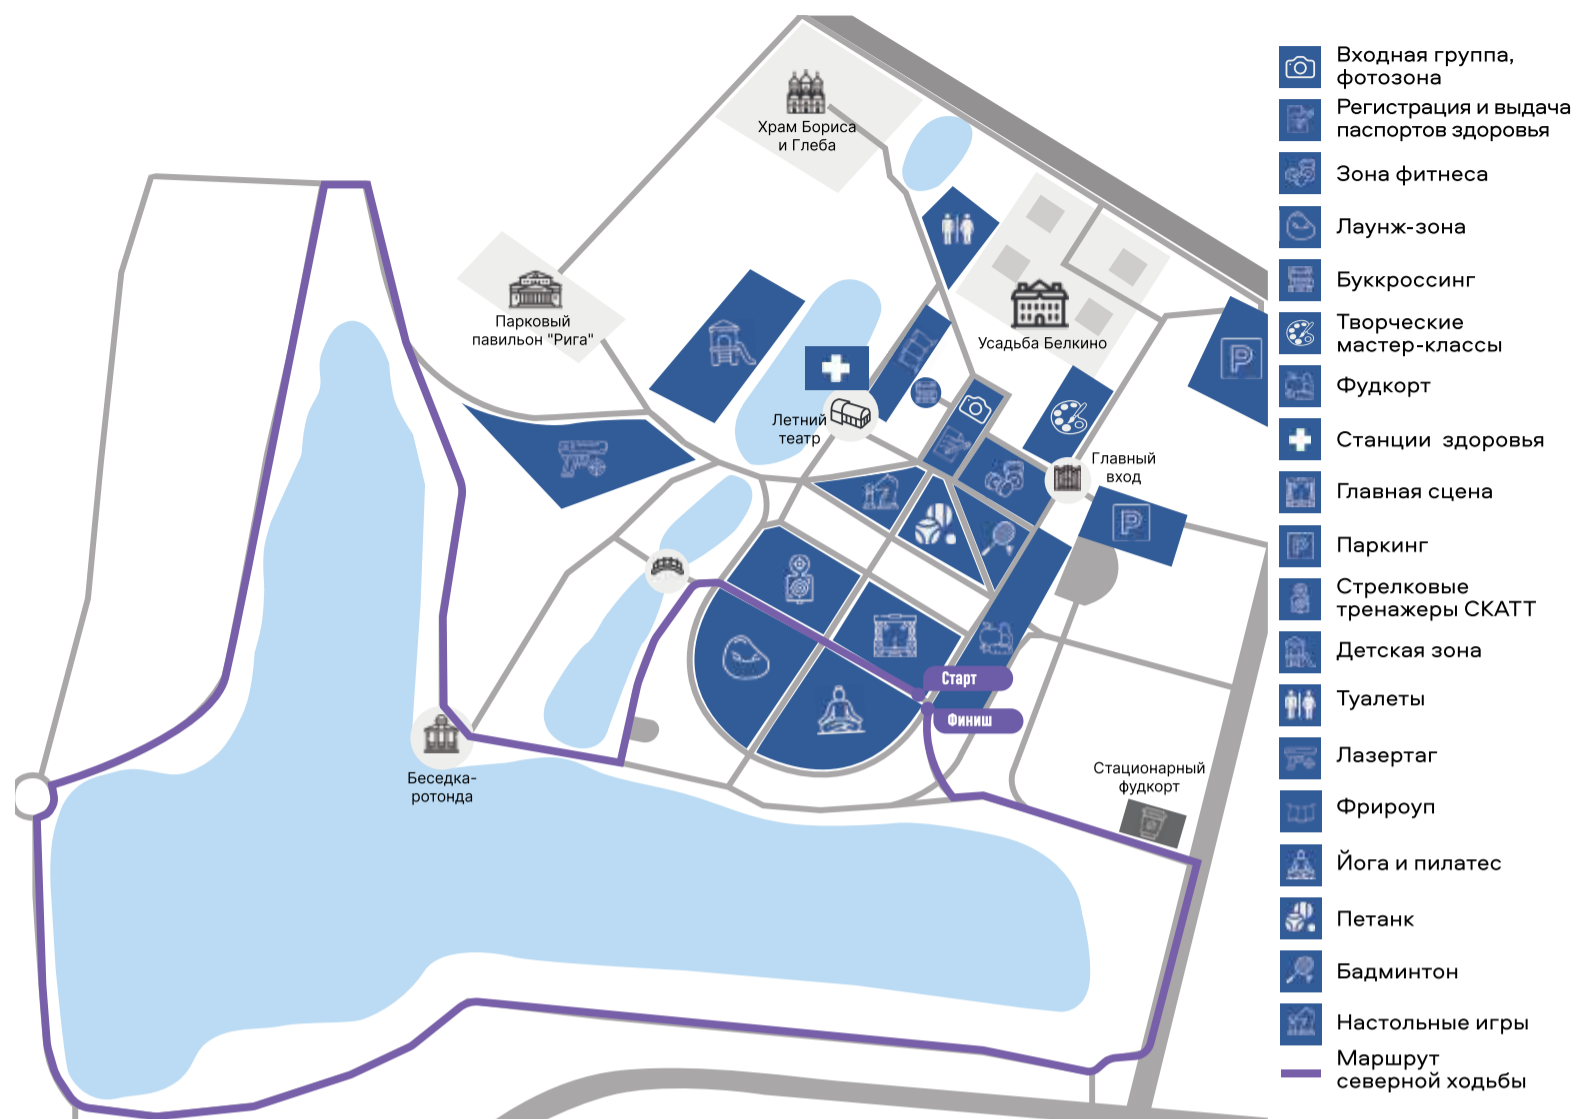 Храм Бориса
и Глеба
Парковый
павильон "Рига"
Усадьба Белкино
Летний
театр
Главный
вход
P
P
Старт
Финиш
Беседка-
ротонда
Стационарный
фудкорт
Входная группа,
фотозона
Регистрация и выдача
паспортов здоровья
Зона фитнеса
Лаунж-зона
Буккроссинг
Творческие
мастер-классы
Фудкорт
Станции здоровья
Главная сцена
P
Паркинг
Стрелковые
тренажеры СКАТТ
Детская зона
Туалеты
Лазертаг
Фрироуп
Йога и пилатес
Петанк
Бадминтон
Настольные игры
Маршрут
северной ходьбы